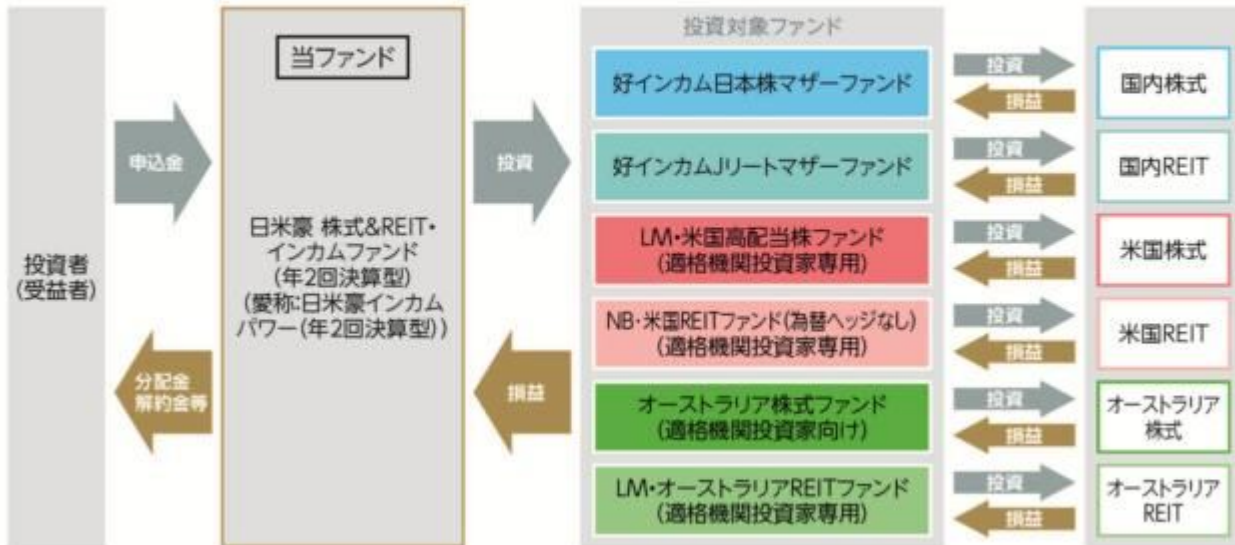 投資者
(受益者)
申込金
分配金
解約金等
当ファンド
日米豪 株式&REIT・
インカムファンド
(年2回決算型)
(愛称:日米豪インカム
パワー(年2回決算型))
投資
損益
投資対象ファンド
好インカム日本株マザーファンド
投資
損益
国内株式
好インカムJリートマザーファンド
投資
損益
国内REIT
LM・米国高配当株ファンド
(適格機関投資家専用)
投資
損益
米国株式
NB・米国REITファンド(為替ヘッジなし)
(適格機関投資家専用)
投資
損益
米国REIT
オーストラリア株式ファンド
(適格機関投資家向け)
投資
損益
オーストラリア
株式
LM・オーストラリアREITファンド
(適格機関投資家専用)
投資
損益
オーストラリア
REIT